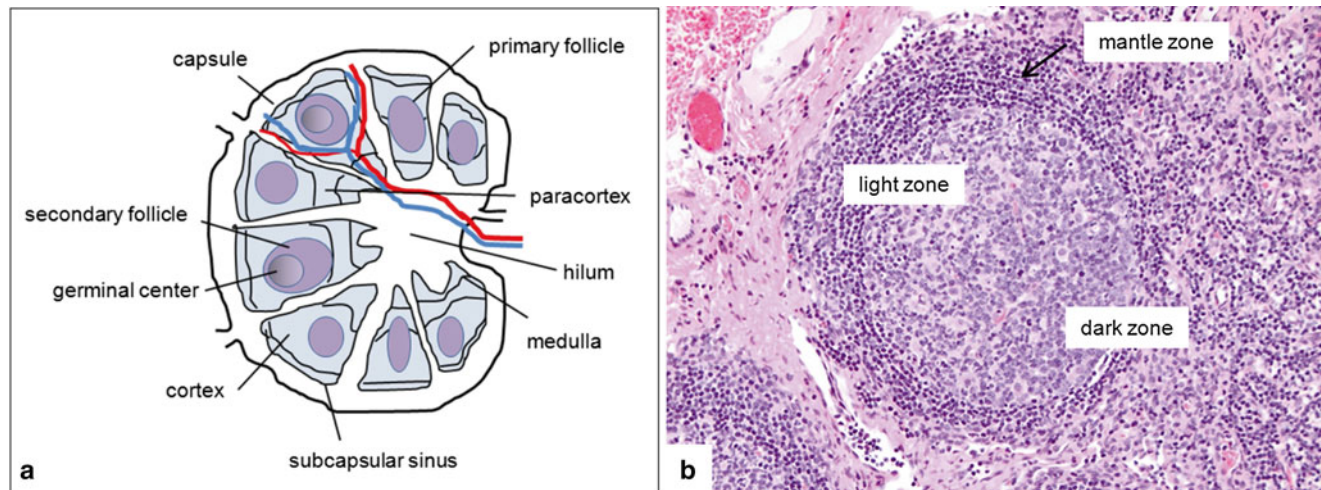 capsule
primary follicle
secondary follicle
paracortex
germinal center
hilum
medulla
cortex
subcapsular sinus
a
mantle zone
light zone
dark zone
b